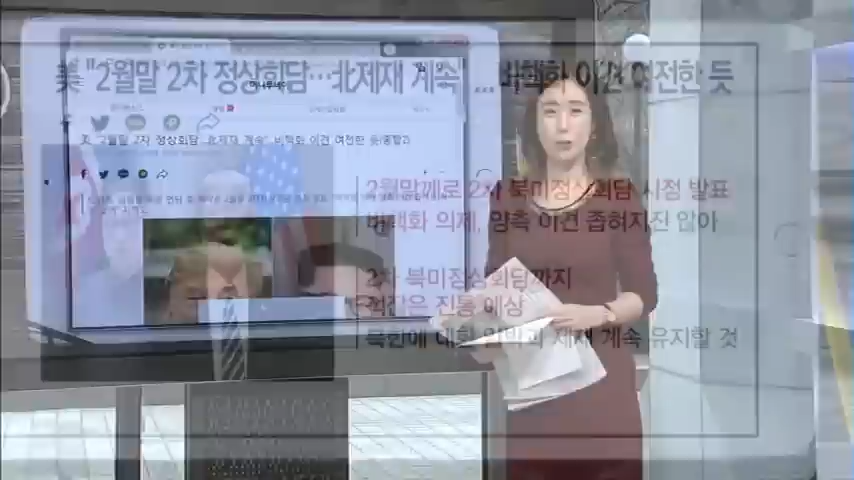 美 "2월말 2차 정상회담…北제재 계속"…비핵화 이견 여전한 듯
美 "2월말 2차 정상회담 北제재 계속" 비핵화 이견 여전한 듯
2월말께로 2차 북미정상회담 시점 발표
비핵화 의제, 양측 이견 좁혀지진 않아
2차 북미정상회담까지
적잖은 진통 예상
북한에 대한 압박과 제재 계속 유지할 것